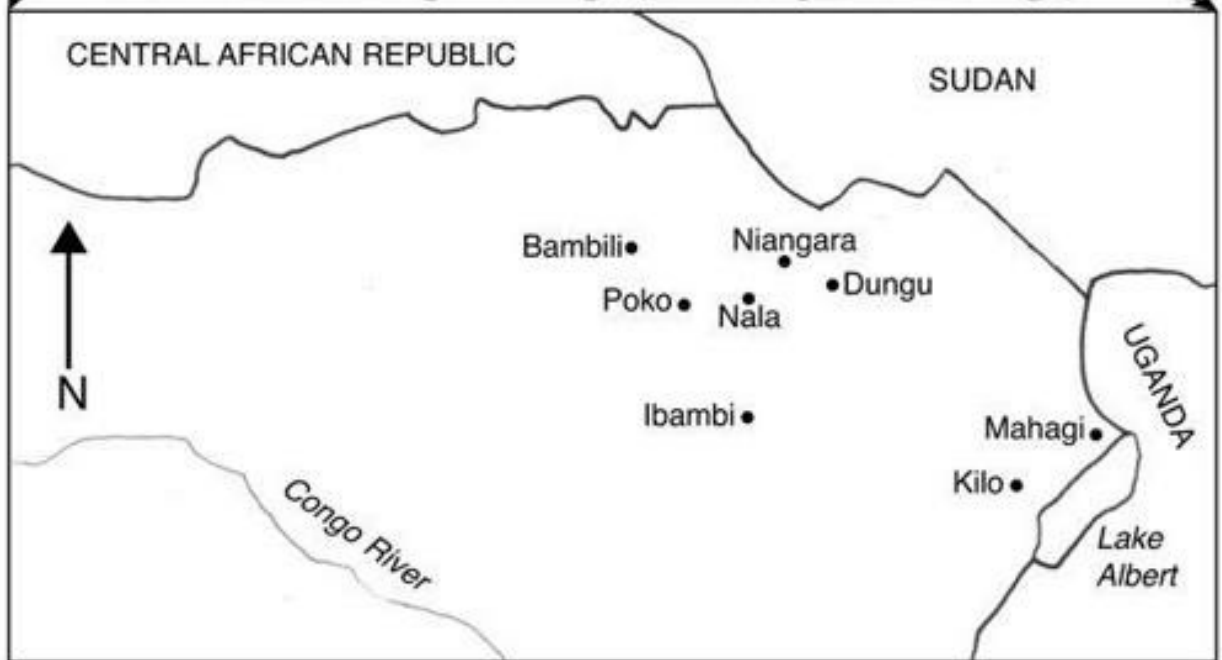 CENTRAL AFRICAN REPUBLIC
SUDAN
Bambili
Niangara
Dungu
Poko
Nala
UGANDA
N
Ibambi
Mahagi
Kilo
Congo River
Lake
Albert